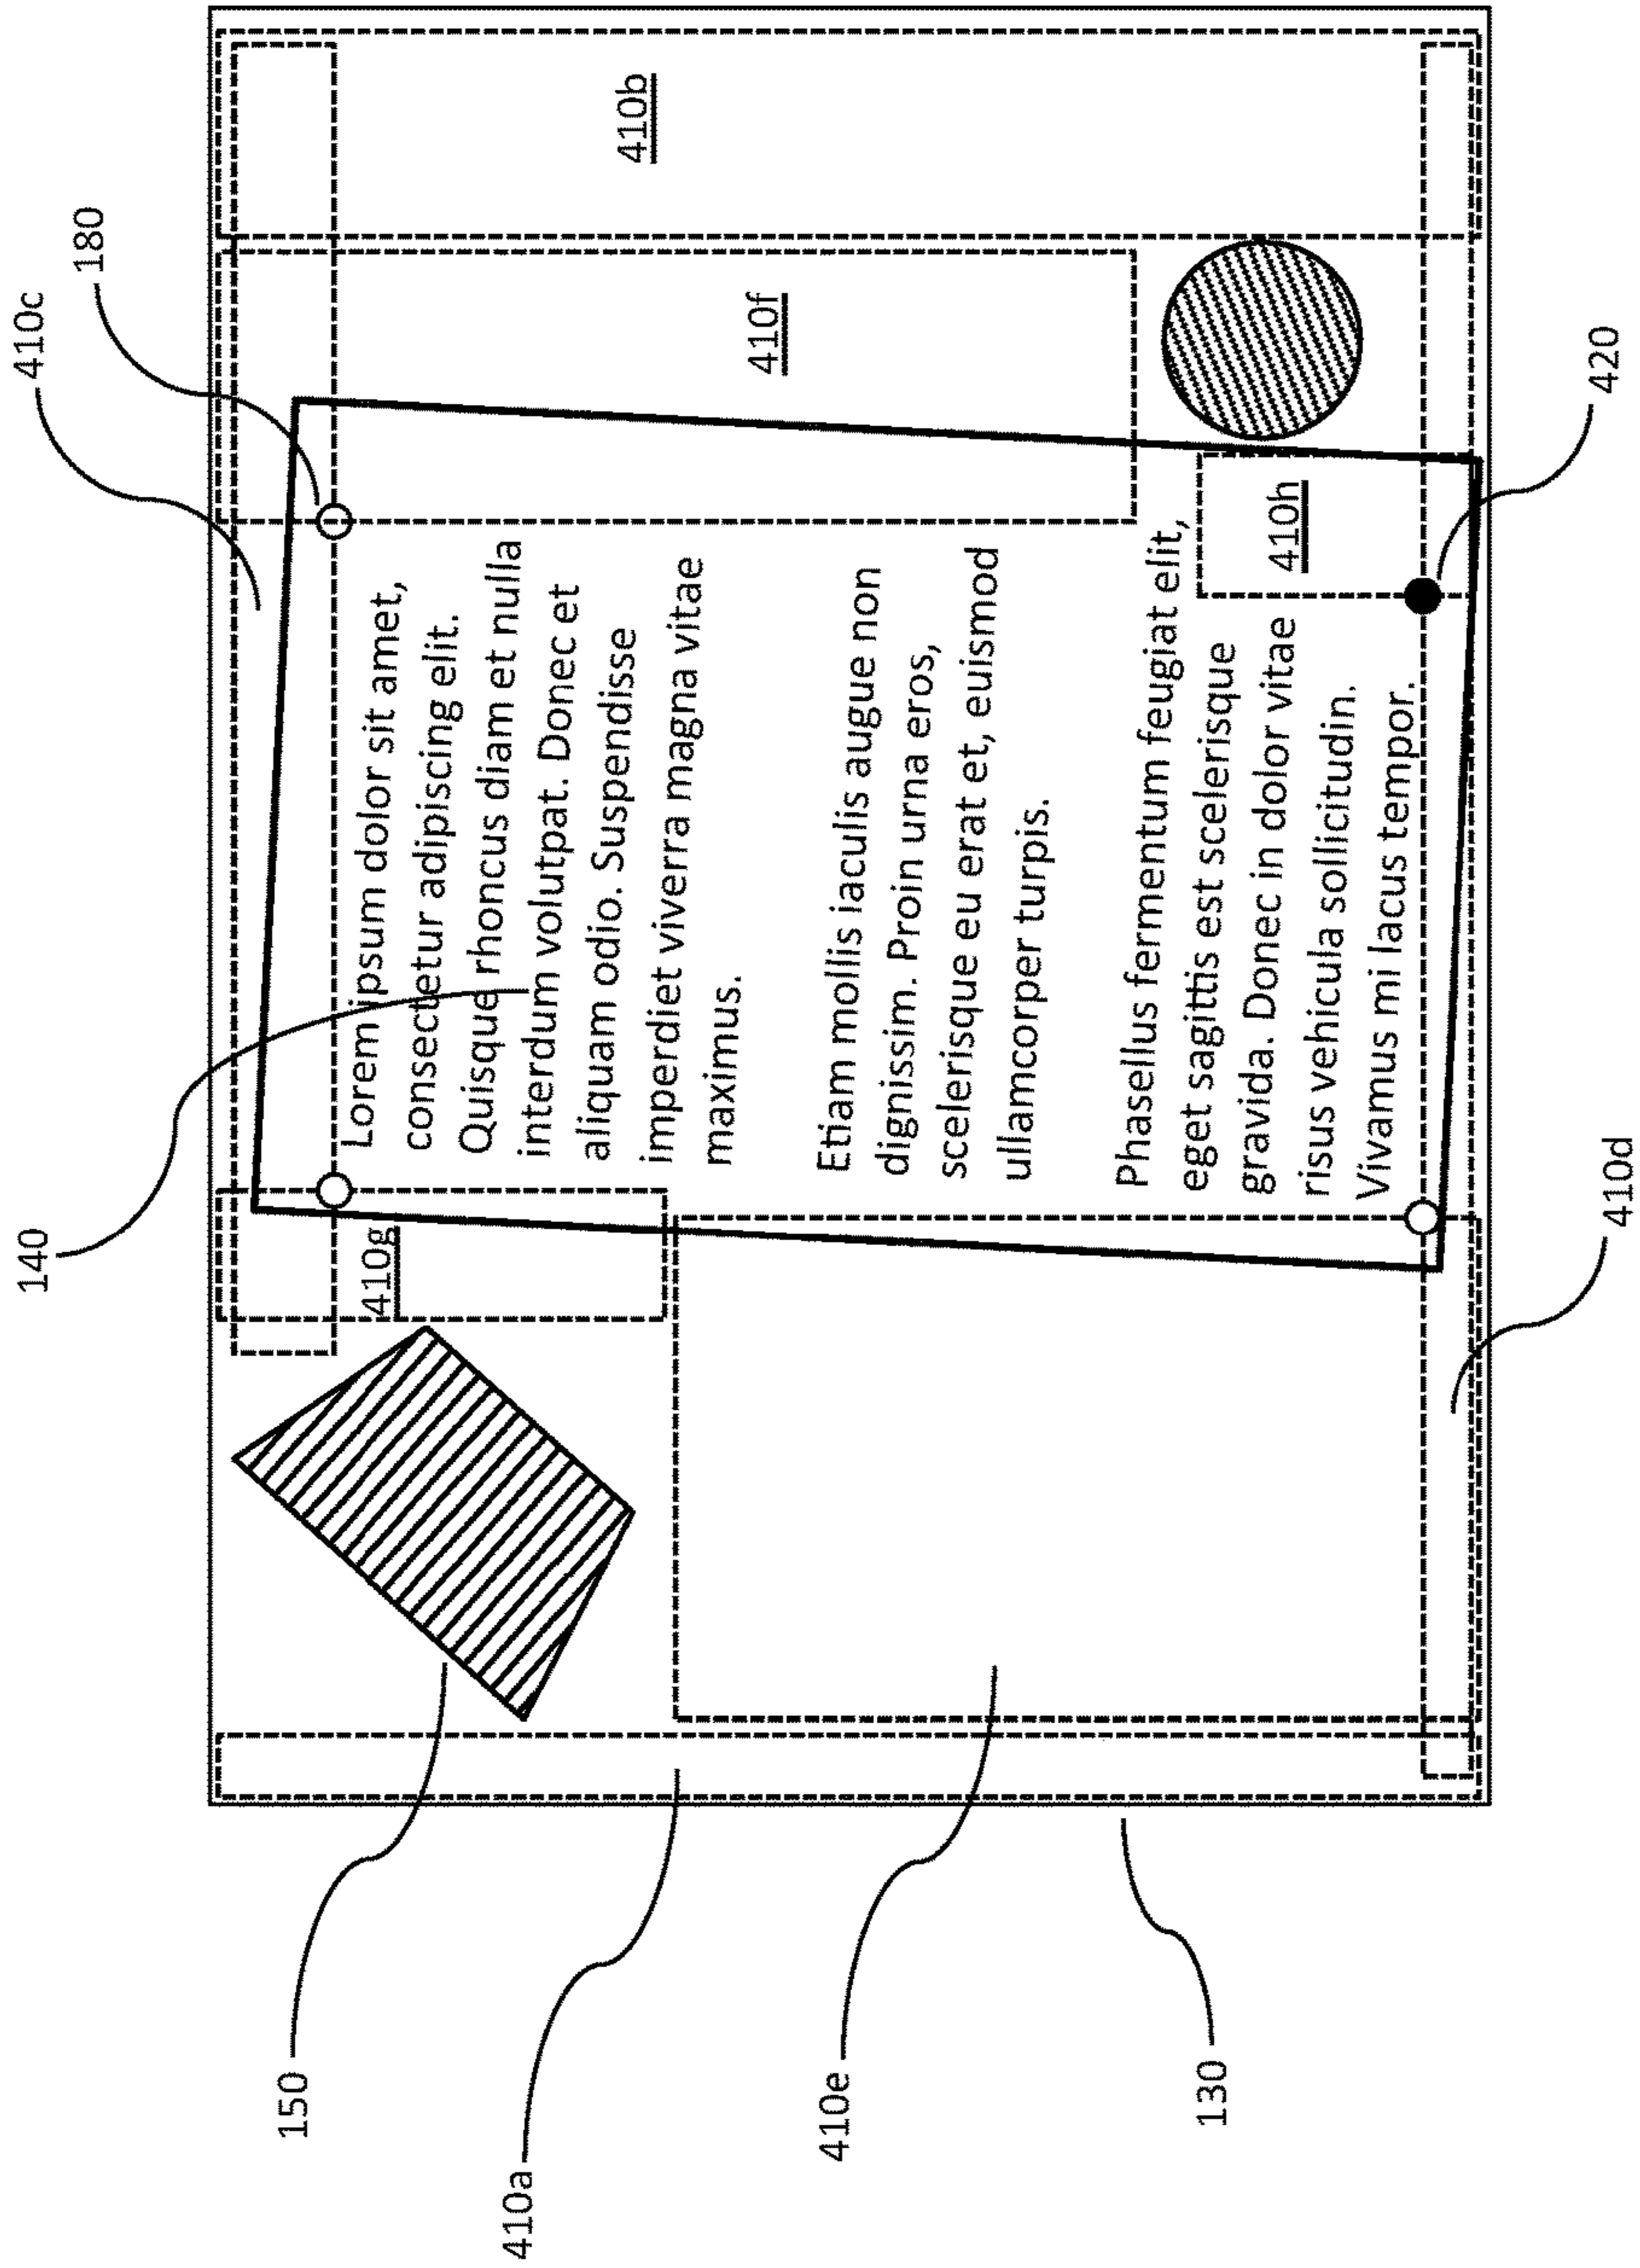 410c
180
140
150
410a
410g
410f
410b
Lorem ipsum dolor sit amet,
consectetur adipiscing elit.
Quisque rhoncus diam et nulla
interdum volutpat. Donec et
aliquam odio. Suspendisse
imperdiet viverra magna vitae
maximus.
Etiam mollis iaculis augue non
dignissim. Proin urna eros,
scelerisque eu erat et, euismod
ullamcorper turpis.
Phasellus fermentum feugiat elit,
eget sagittis est scelerisque
gravida. Donec in dolor vitae
risus vehicula sollicitudin.
Vivamus mi lacus tempor.
410h
410e
130
410d
420